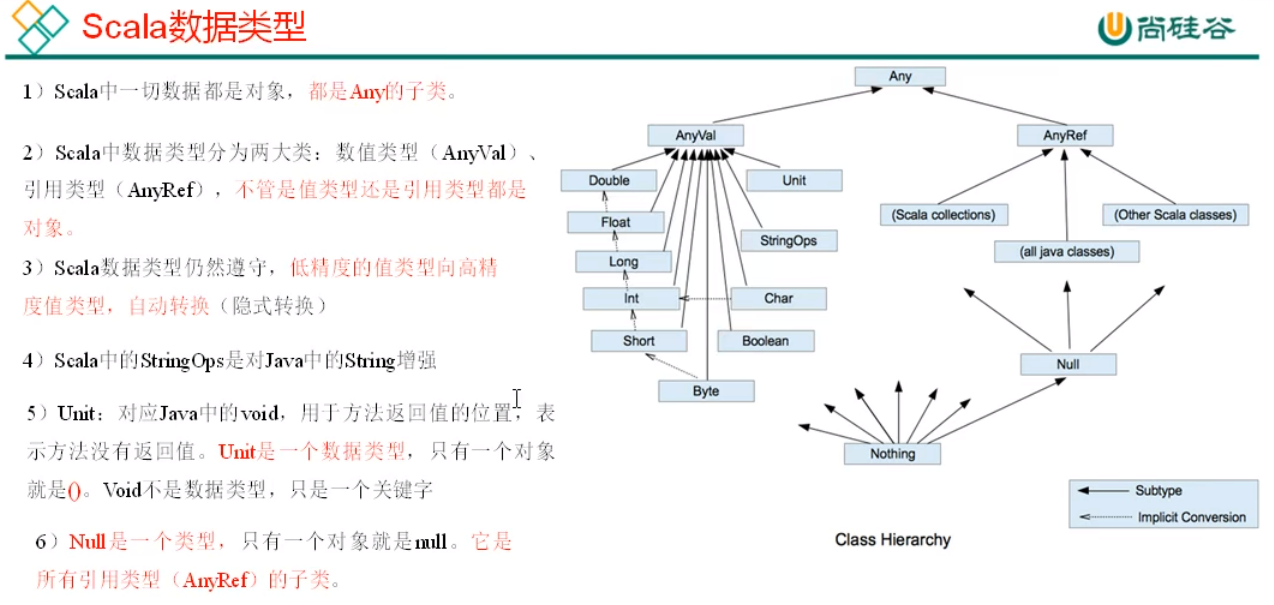 Scala数据类型
尚硅谷
1）Scala中一切数据都是对象，都是Any的子类。
2）Scala中数据类型分为两大类：数值类型（AnyVal）、
引用类型（AnyRef），不管是值类型还是引用类型都是
对象。
3）Scala数据类型仍然遵守，低精度的值类型向高精
度值类型，自动转换（隐式转换）
4）Scala中的StringOps是对Java中的String增强
5）Unit：对应Java中的void，用于方法返回值的位置，表
示方法没有返回值。Unit是一个数据类型，只有一个对象
就是()。Void不是数据类型，只是一个关键字
6）Null是一个类型，只有一个对象就是null。它是
所有引用类型（AnyRef）的子类。
Any
AnyVal
AnyRef
Double
Unit
Float
StringOps
Long
Int
Char
Short
Boolean
Byte
(Scala collections)
(Other Scala classes)
(all java classes)
Null
Nothing
Subtype
Implicit Conversion
Class Hierarchy